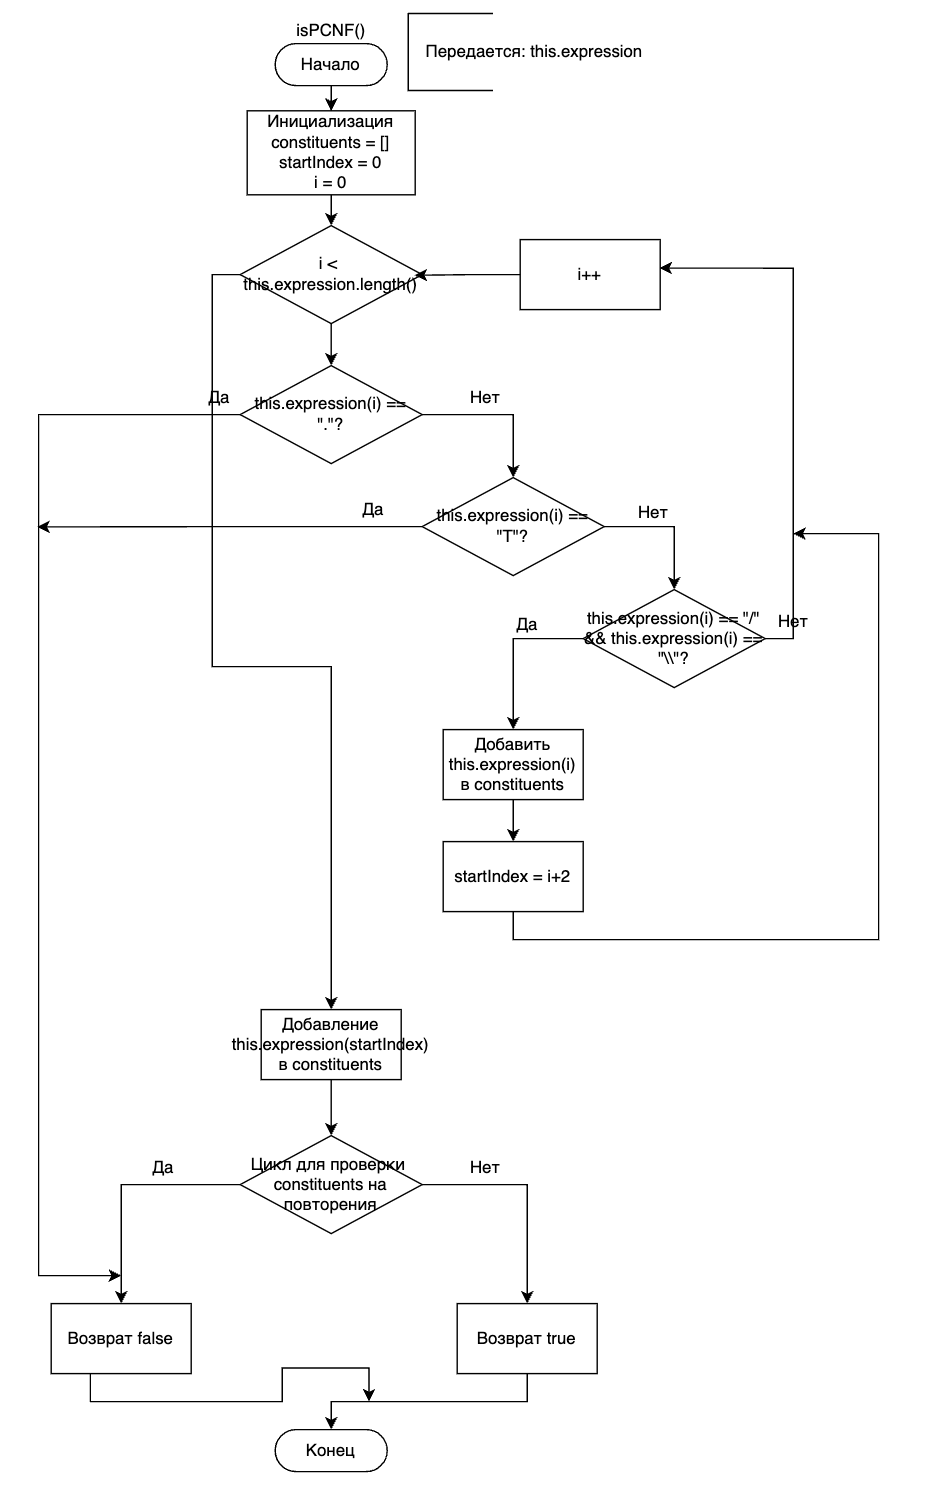 isPCNF()
Начало
Передается: this.expression
Инициализация
constituents = []
startIndex = 0
i = 0
i <
this.expression.length()
i++
Да
this.expression(i) ==
"."?
Нет
Да
this.expression(i) ==
"T"?
Нет
Да
this.expression(i) == "/"
&& this.expression(i) ==
"\\"?
Нет
Добавить
this.expression(i)
в constituents
startIndex = i+2
Добавление
this.expression(startIndex)
в constituents
Да
Цикл для проверки
constituents на
повторения
Нет
Возврат false
Возврат true
Конец